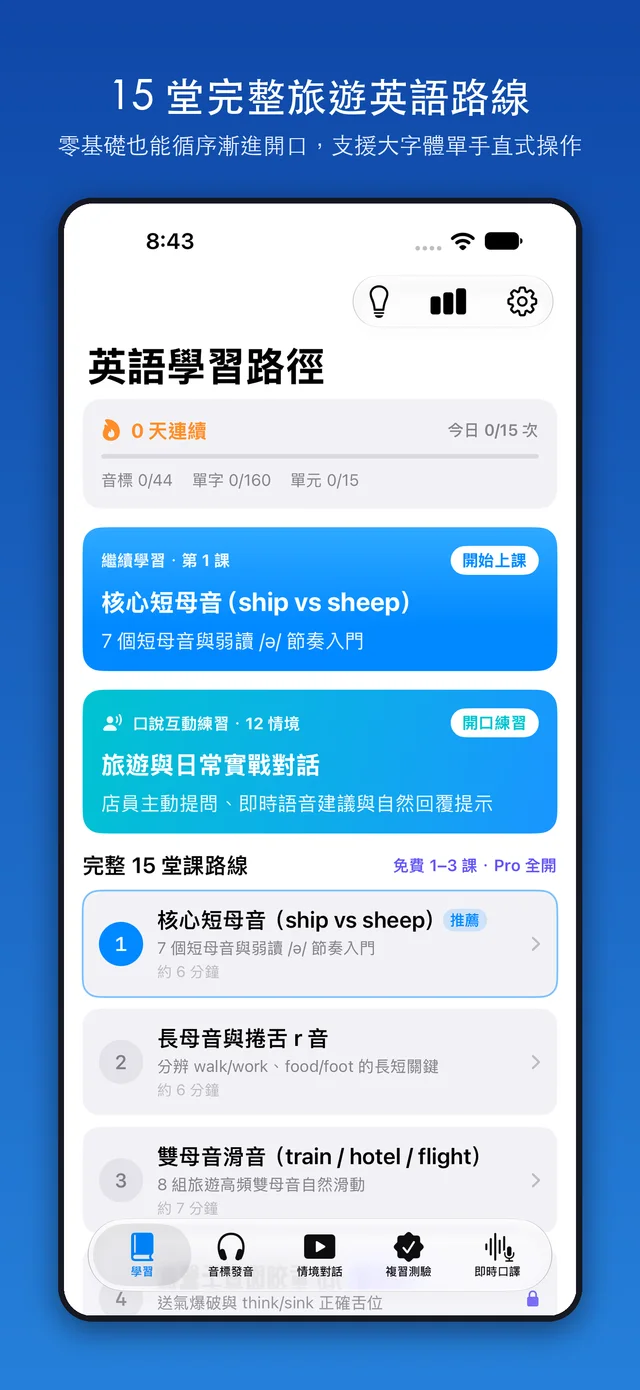 15 堂完整旅遊英語路線
零基礎也能循序漸進開口，支援大字體單手直式操作
8:43
英語學習路徑
0 天連續
今日 0/15 次
音標 0/44 單字 0/160 單元 0/15
繼續學習 · 第 1 課
開始上課
核心短母音（ship vs sheep）
7 個短母音與弱讀 /ə/ 節奏入門
口說互動練習 · 12 情境
開口練習
旅遊與日常實戰對話
店員主動提問、即時語音建議與自然回覆提示
完整 15 堂課路線
免費 1–3 課 · Pro 全開
1
核心短母音（ship vs sheep）
推薦
7 個短母音與弱讀 /ə/ 節奏入門
約 6 分鐘
2
長母音與捲舌 r 音
分辨 walk/work、food/foot 的長短關鍵
約 6 分鐘
3
雙母音滑音（train / hotel / flight）
8 組旅遊高頻雙母音自然滑動
約 7 分鐘
學習
音標發音
情境對話
複習測驗
即時口譯
4
送氣爆破與 think/sink 正確舌位